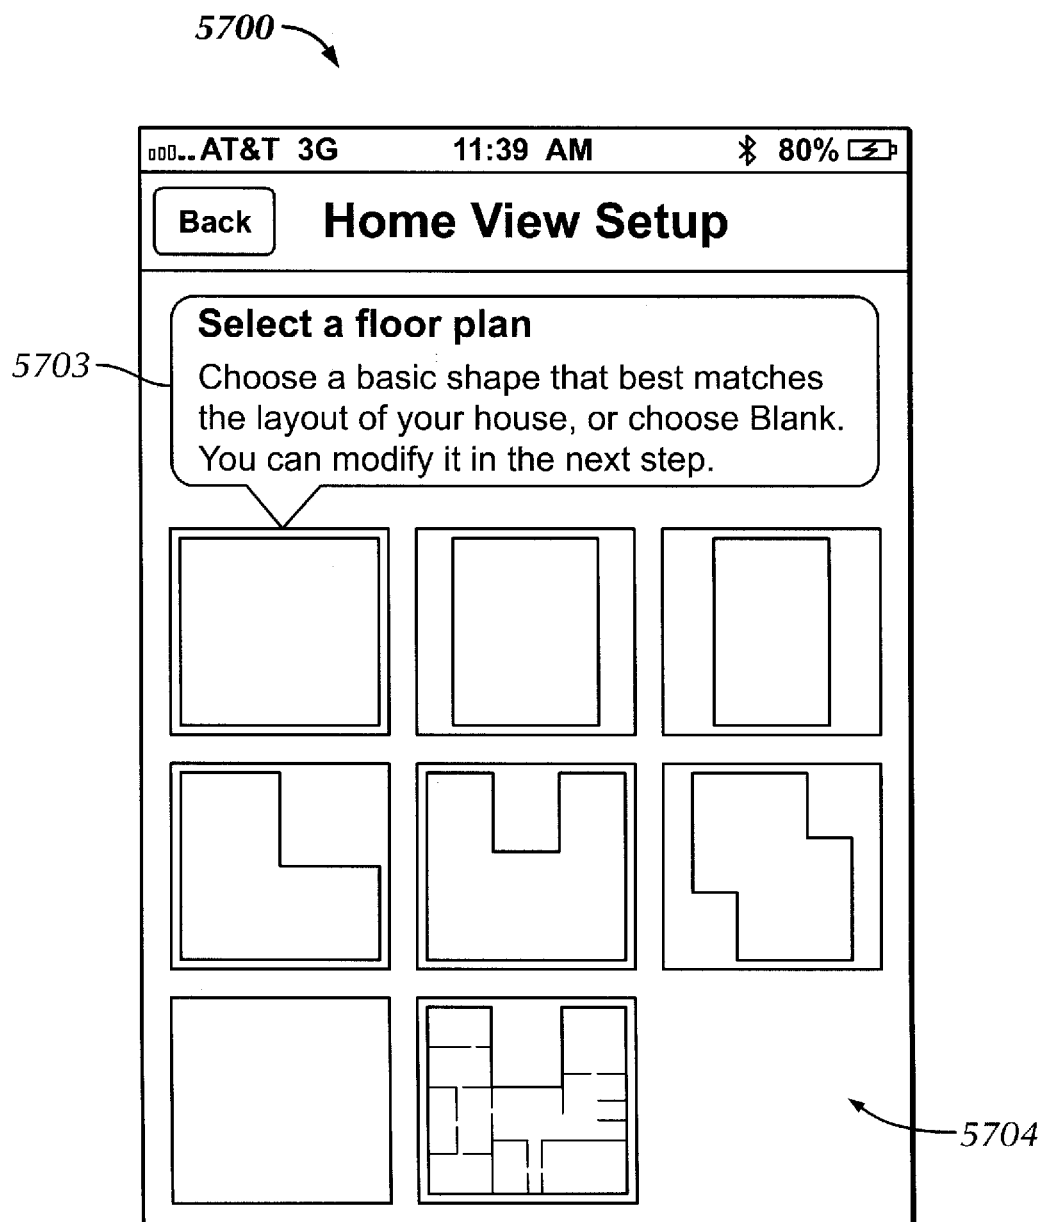 5700
AT&T 3G 11:39 AM 80%
Back Home View Setup
Select a floor plan
5703
Choose a basic shape that best matches
the layout of your house, or choose Blank.
You can modify it in the next step.
5704